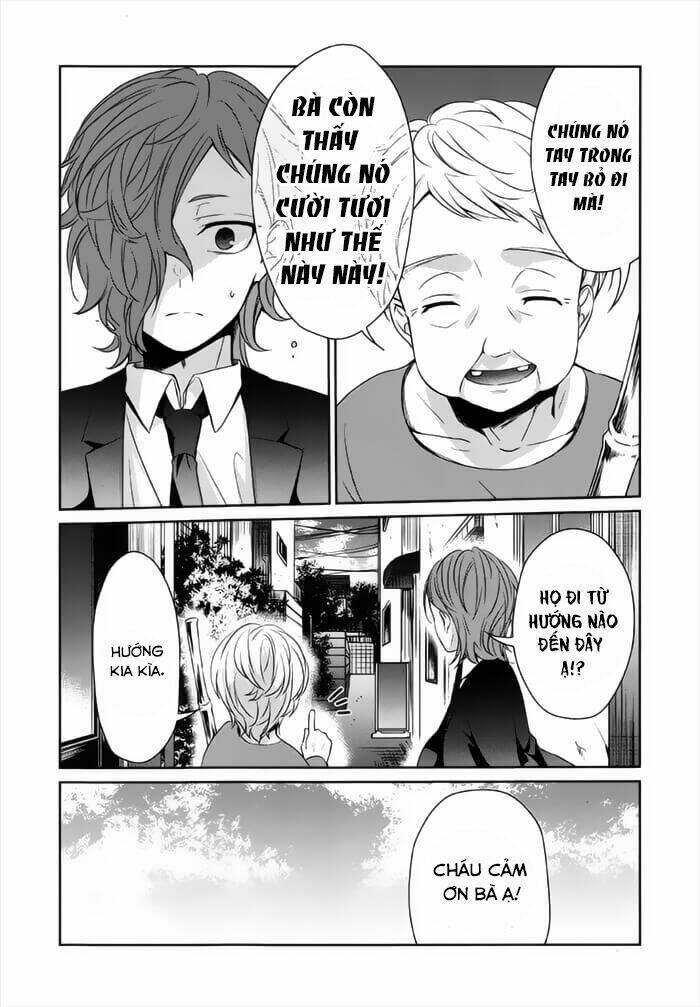 CHÚNG NÓ
TAY TRONG
TAY BỎ ĐI
MÀ!
BÀ CÒN
THẤY
CHÚNG NÓ
CƯỜI TƯƠI
NHƯ THẾ
NÀY NÀY!
HỌ ĐI TỪ
HƯỚNG NÀO
ĐẾN ĐÂY
Ạ!?
HƯỚNG
KIA KÌA.
CHÁU CẢM
ƠN BÀ Ạ!